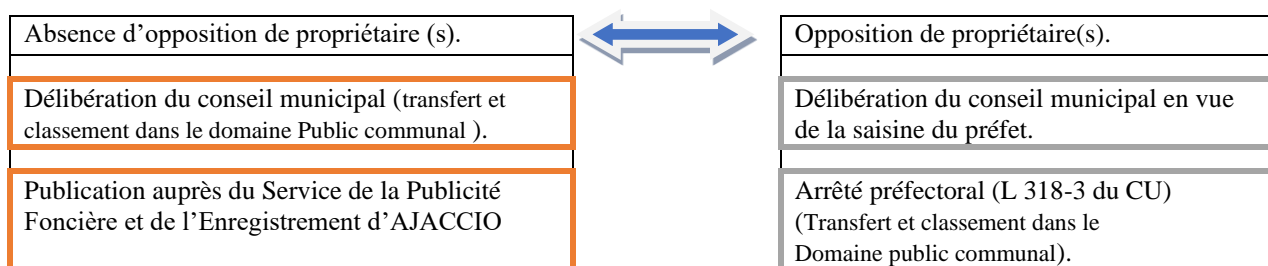 Absence d’opposition de propriétaire (s).
Délibération du conseil municipal (transfert et
classement dans le domaine Public communal ).
Publication auprès du Service de la Publicité
Foncière et de l’Enregistrement d’AJACCIO
Opposition de propriétaire(s).
Délibération du conseil municipal en vue
de la saisine du préfet.
Arrêté préfectoral (L 318-3 du CU)
(Transfert et classement dans le
Domaine public communal).